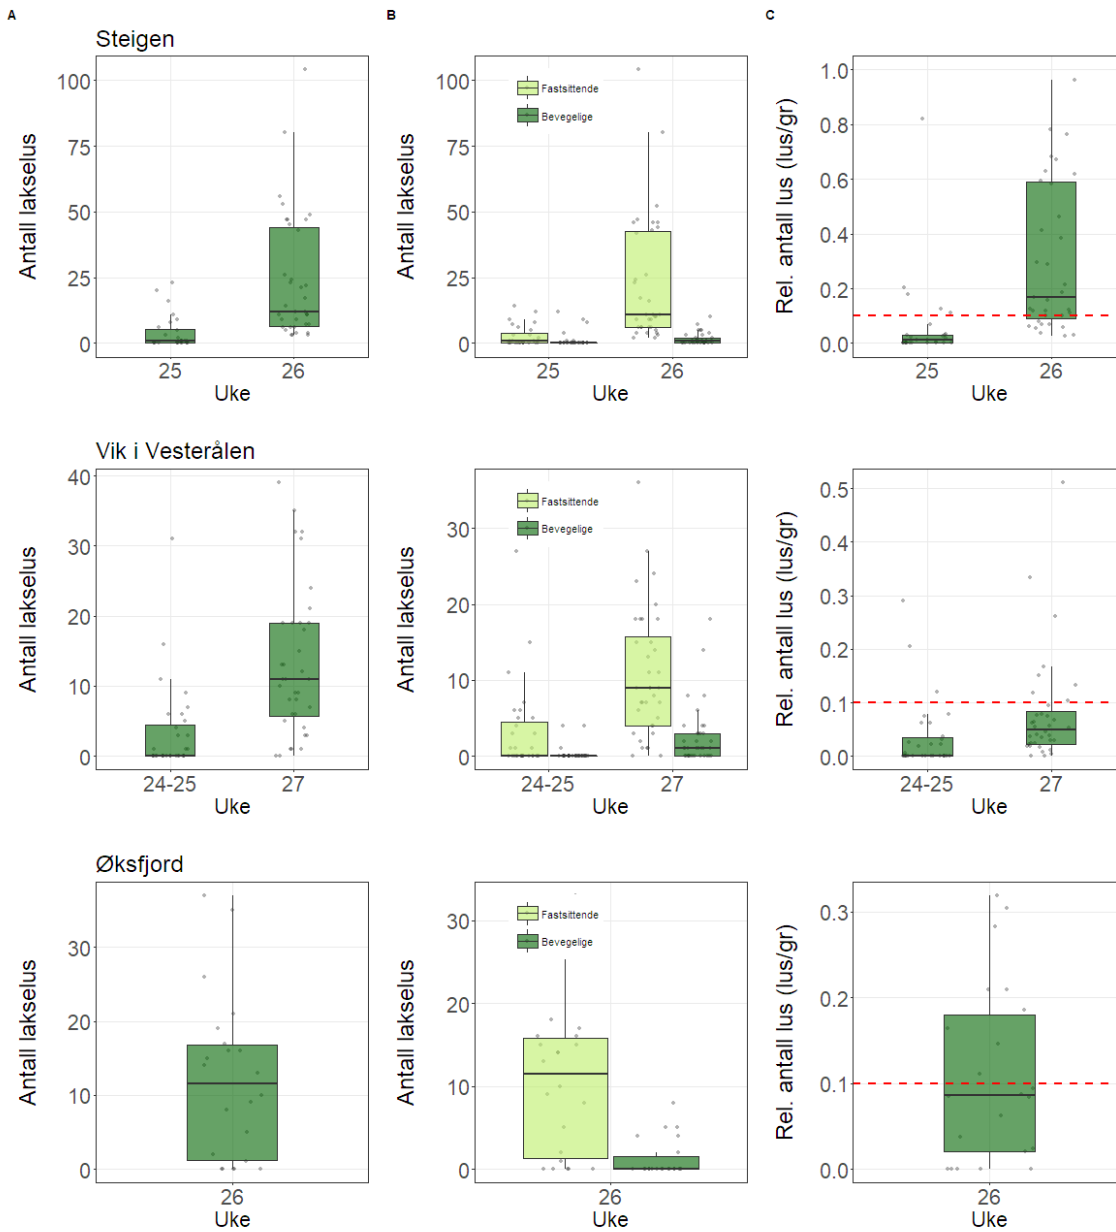 A
B
C
Steigen
Antall lakselus
100
75
50
25
0
25
26
Uke
Antall lakselus
100
75
50
25
0
Fastsittende
Bevegelige
25
26
Uke
Rel. antall lus (lus/gr)
1.0
0.8
0.6
0.4
0.2
0.0
25
26
Uke
Vik i Vesterålen
Antall lakselus
40
30
20
10
0
24-25
27
Uke
Antall lakselus
30
20
10
0
Fastsittende
Bevegelige
24-25
27
Uke
Rel. antall lus (lus/gr)
0.5
0.4
0.3
0.2
0.1
0.0
24-25
27
Uke
Øksfjord
Antall lakselus
30
20
10
0
26
Uke
Antall lakselus
30
20
10
0
Fastsittende
Bevegelige
26
Uke
Rel. antall lus (lus/gr)
0.3
0.2
0.1
0.0
26
Uke